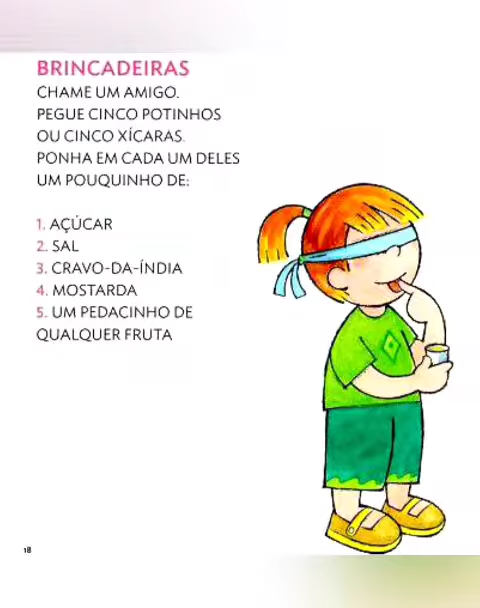 BRINCADEIRAS
CHAME UM AMIGO.
PEGUE CINCO POTINHOS
OU CINCO XÍCARAS.
PONHA EM CADA UM DELES
UM POUQUINHO DE:
1. AÇÚCAR
2. SAL
3. CRAVO-DA-ÍNDIA
4. MOSTARDA
5. UM PEDACINHO DE
QUALQUER FRUTA
18